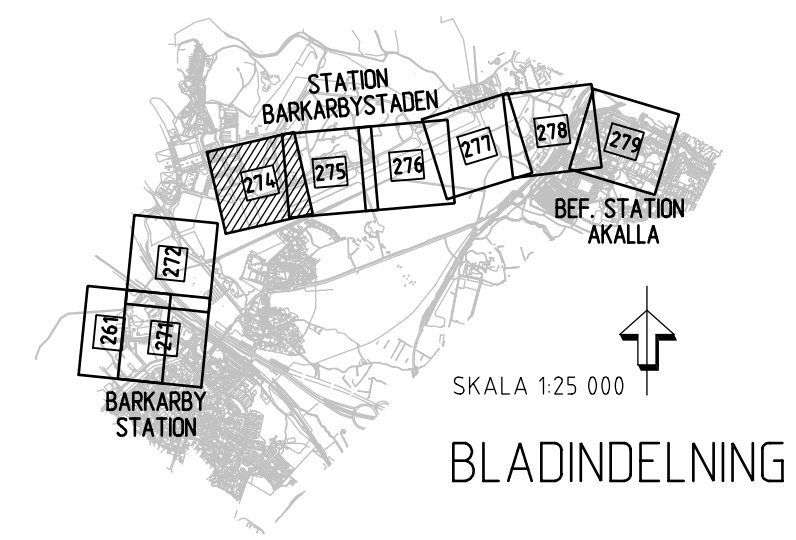 STATION
BARKARBYSTADEN
274
275
276
277
278
279
BEF. STATION
AKALLA
272
261
271
BARKARBY
STATION
SKALA 1:25 000
BLADINDELNING